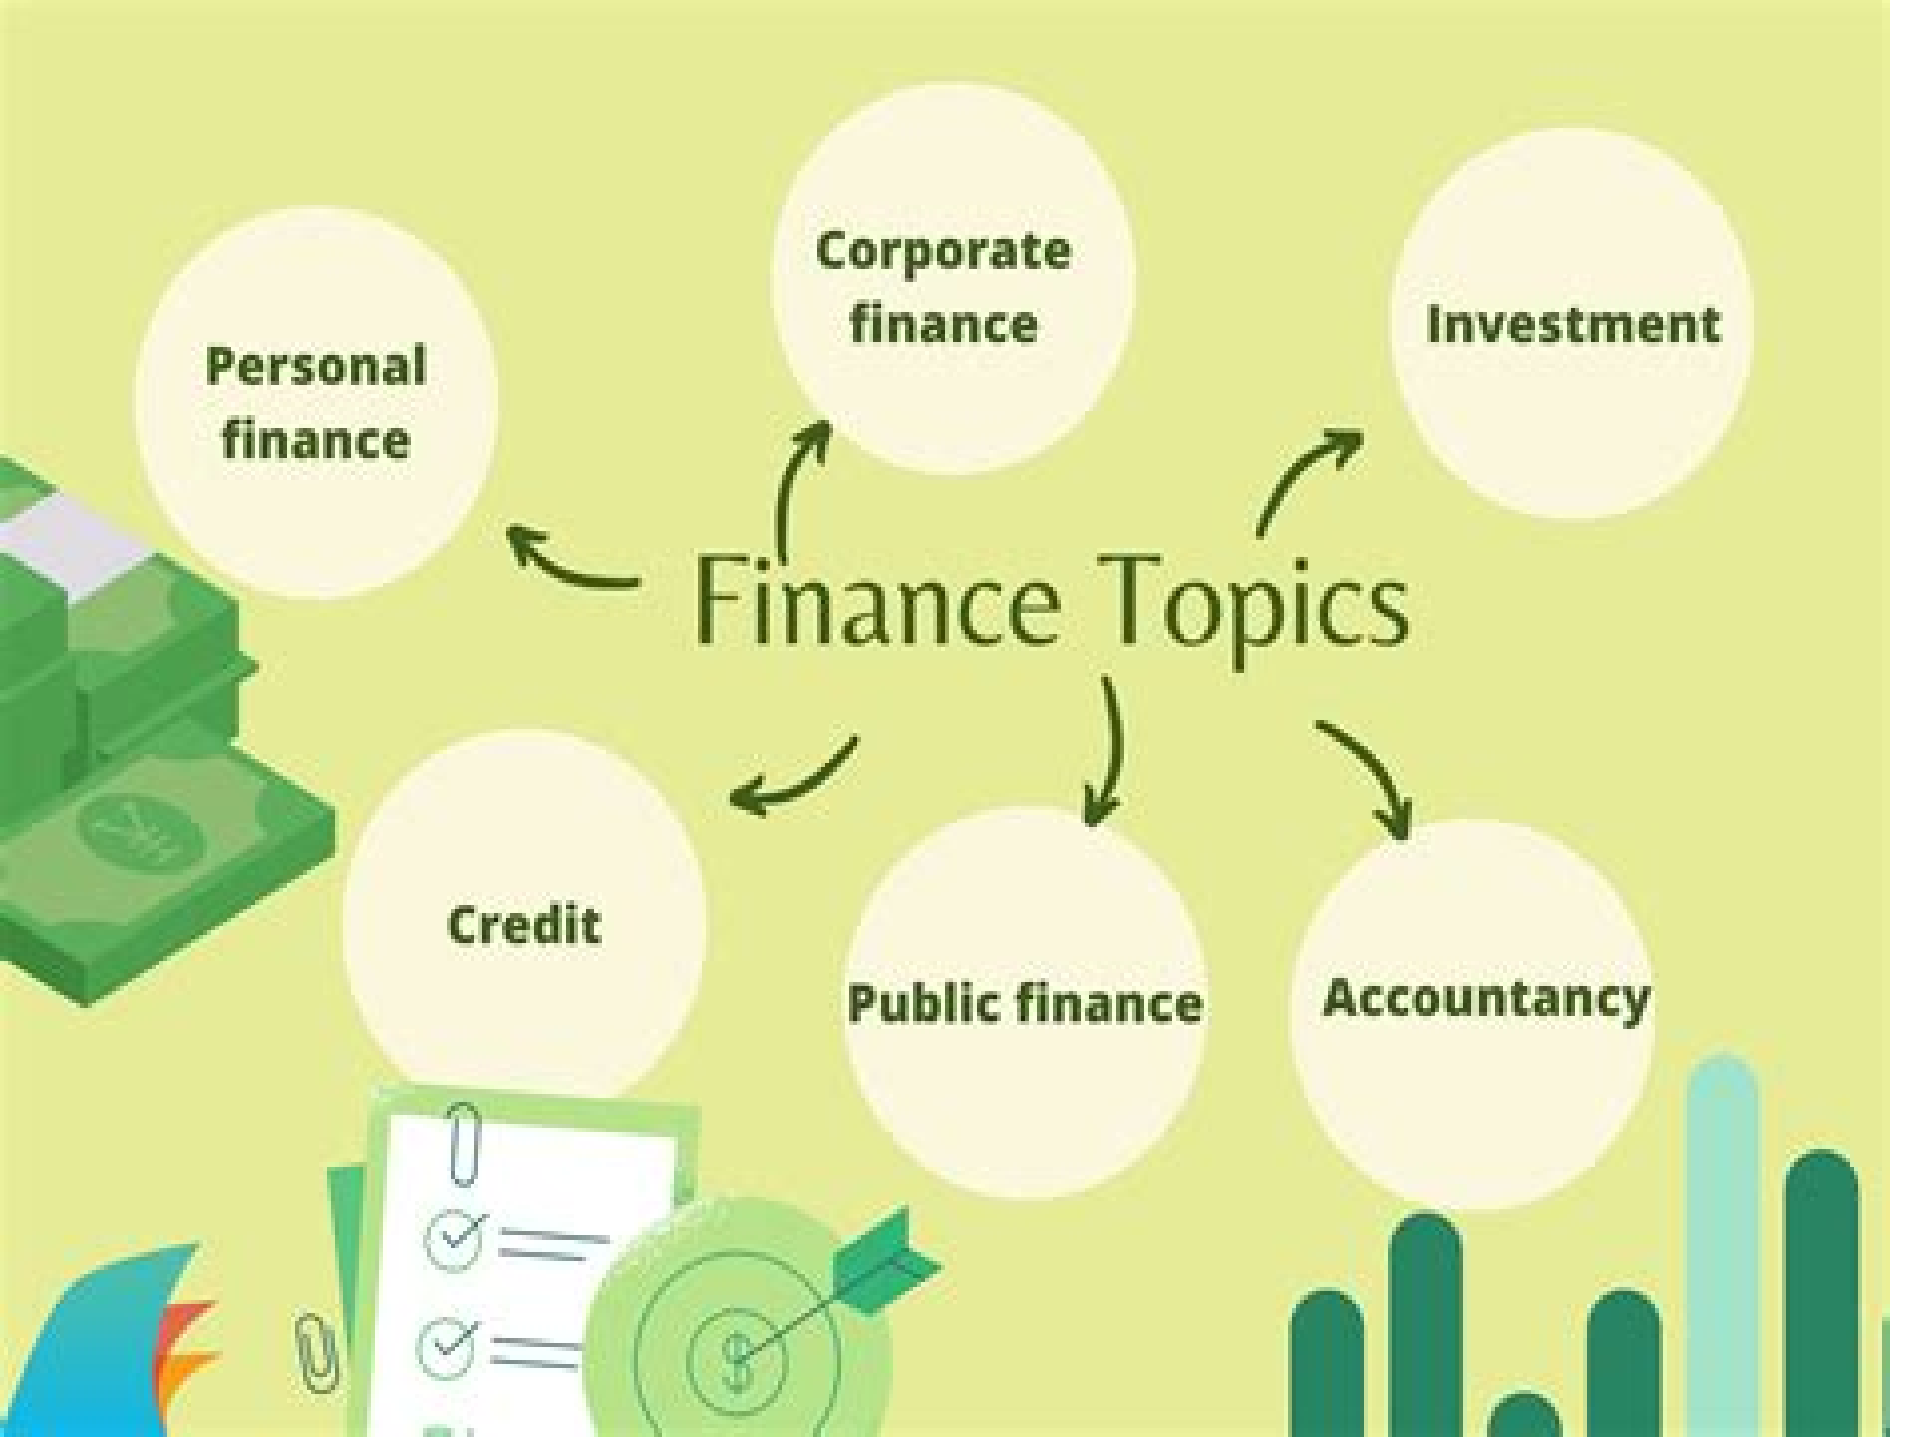 Corporate
finance
Investment
Personal
finance
Finance Topics
Credit
Public finance
Accountancy
$